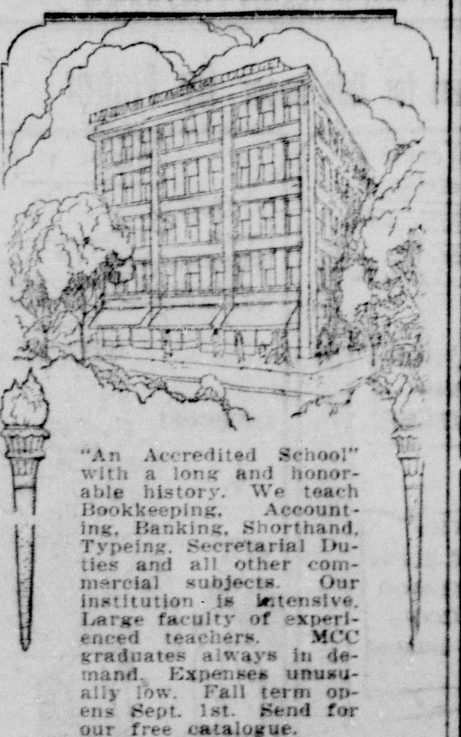 "An Accredited School"
with a long and honor-
able history. We teach
Bookkeeping, Account-
ing, Banking, Shorthand,
Typeing, Secretarial Du-
ties and all other com-
mercial subjects. Our
institution is intensive.
Large faculty of experi-
enced teachers. MCC
graduates always in de-
mand. Expenses unusu-
ally low. Fall term op-
ens Sept. 1st. Send for
our free catalogue.